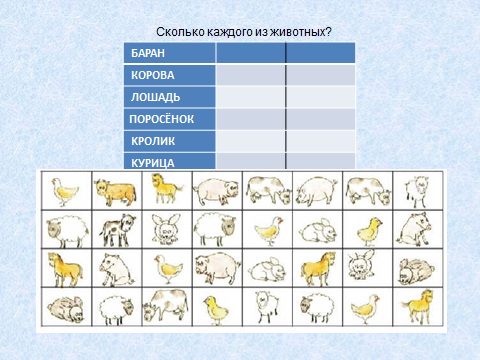 Сколько каждого из животных?
БАРАН
КОРОВА
ЛОШАДЬ
ПОРОСЁНОК
КРОЛИК
КУРИЦА